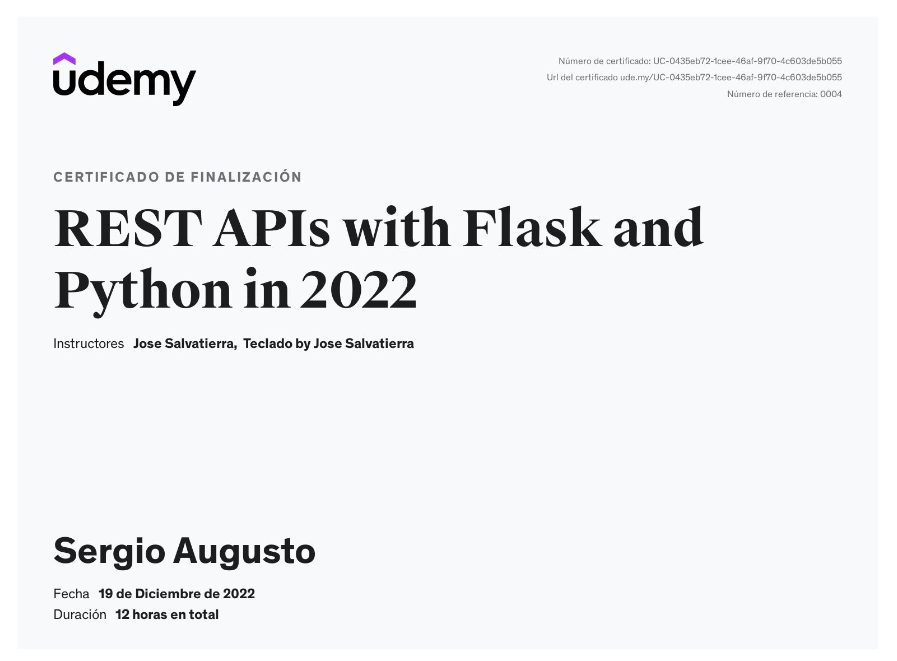 udemy
Número de certificado: UC-0435eb72-1cee-46af-9f70-4c603de5b055
Url del certificado ude.my/UC-0435eb72-1cee-46af-9f70-4c603de5b055
Número de referencia: 0004
CERTIFICADO DE FINALIZACIÓN
REST APIs with Flask and
Python in 2022
Instructores Jose Salvatierra, Teclado by Jose Salvatierra
Sergio Augusto
Fecha 19 de Diciembre de 2022
Duración 12 horas en total